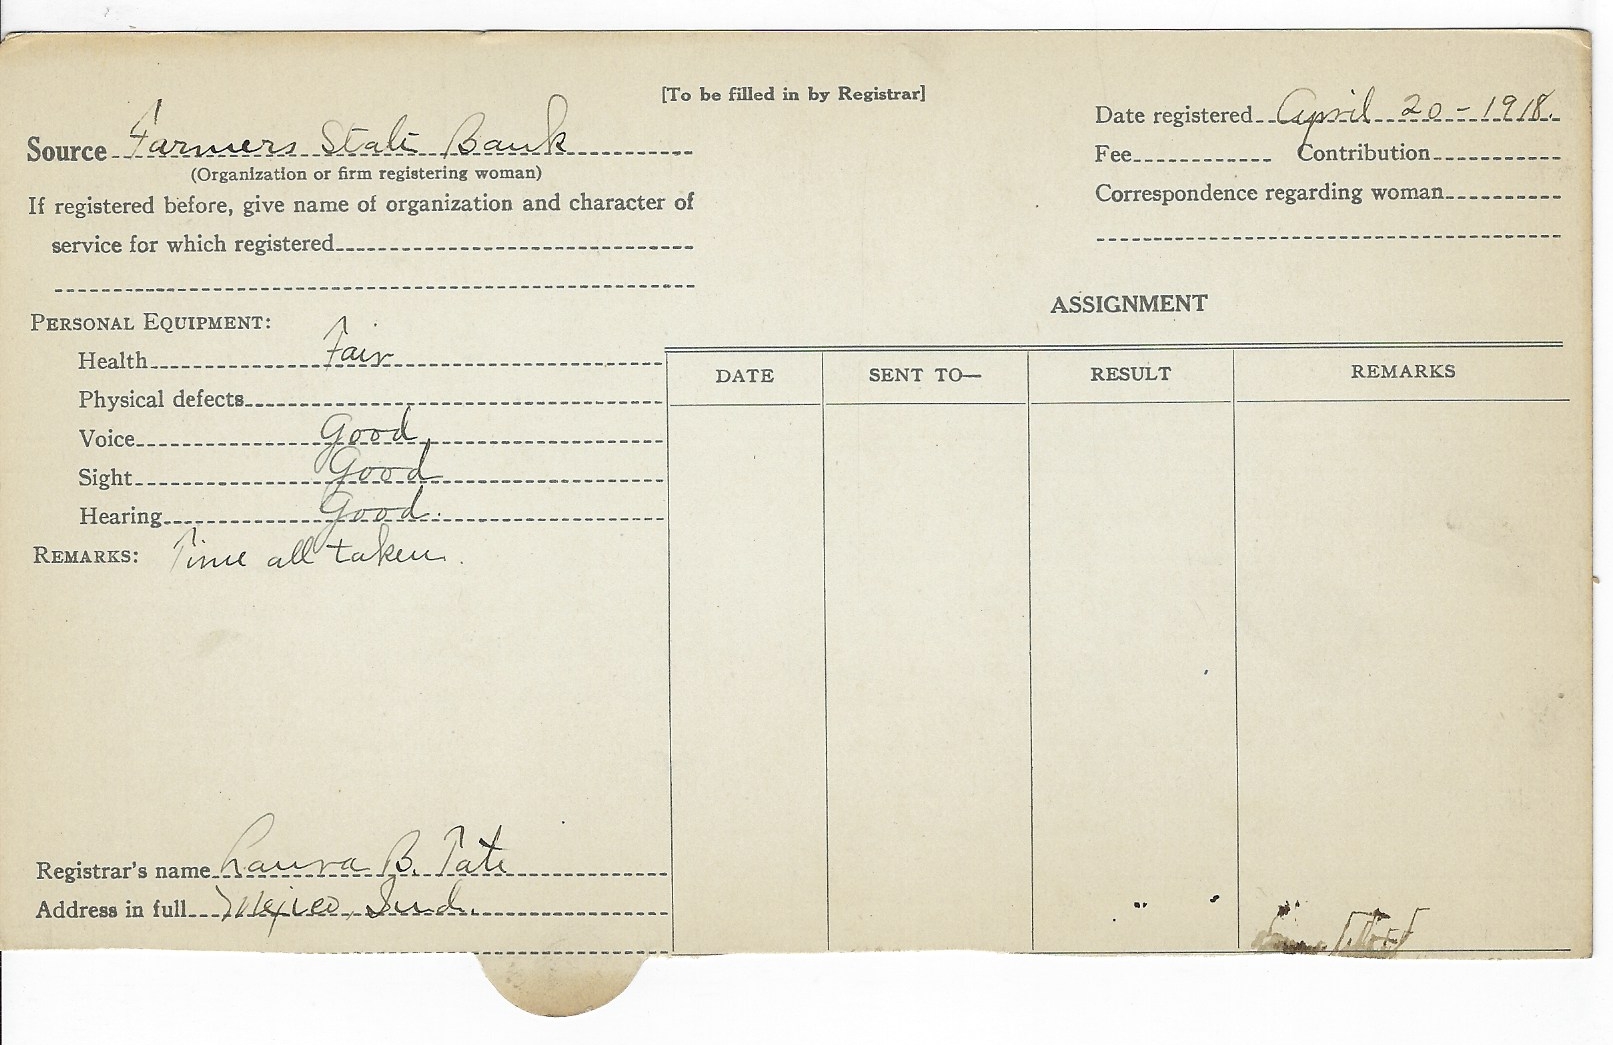 [To be filled in by Registrar]
Source Farmers State Bank
(Organization or firm registering woman)
If registered before, give name of organization and character of
service for which registered
Date registered April 20-1918.
Fee Contribution
Correspondence regarding woman
PERSONAL EQUIPMENT:
Health Fair
Physical defects
Voice Good
Sight Good
Hearing Good.
REMARKS: Time all taken.
Registrar's name Laura B. Tate
Address in full Mexico, Ind.
ASSIGNMENT
DATE SENT TO— RESULT REMARKS